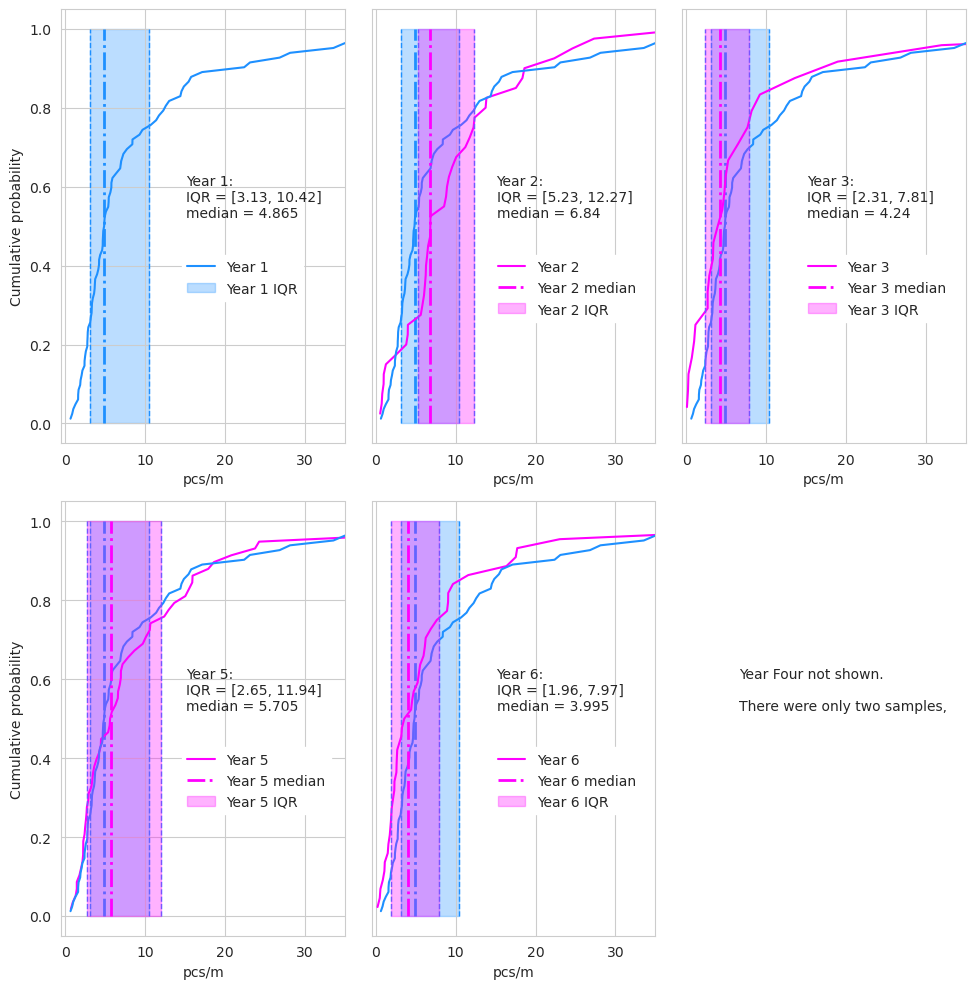 1.0
0.8
0.6
0.4
0.2
0.0
Cumulative probability
Year 1:
IQR = [3.13, 10.42]
median = 4.865
Year 1
Year 1 IQR
0 10 20 30
pcs/m
Year 2:
IQR = [5.23, 12.27]
median = 6.84
Year 2
Year 2 median
Year 2 IQR
0 10 20 30
pcs/m
Year 3:
IQR = [2.31, 7.81]
median = 4.24
Year 3
Year 3 median
Year 3 IQR
0 10 20 30
pcs/m
1.0
0.8
0.6
0.4
0.2
0.0
Cumulative probability
Year 5:
IQR = [2.65, 11.94]
median = 5.705
Year 5
Year 5 median
Year 5 IQR
0 10 20 30
pcs/m
Year 6:
IQR = [1.96, 7.97]
median = 3.995
Year 6
Year 6 median
Year 6 IQR
0 10 20 30
pcs/m
Year Four not shown.
There were only two samples,